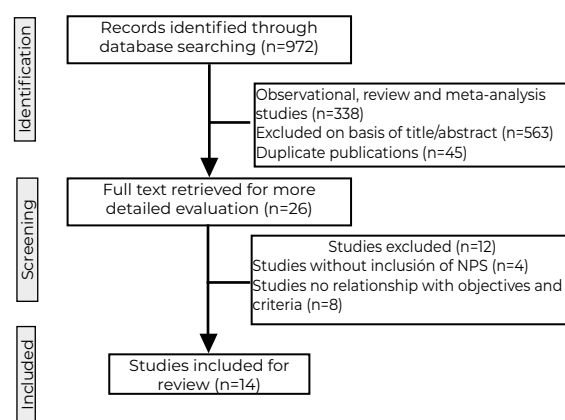 Identification
Records identified through
database searching (n=972)
Observational, review and meta-analysis
studies (n=338)
Excluded on basis of title/abstract (n=563)
Duplicate publications (n=45)
Screening
Full text retrieved for more
detailed evaluation (n=26)
Studies excluded (n=12)
Studies without inclusión of NPS (n=4)
Studies no relationship with objectives and
criteria (n=8)
Included
Studies included for
review (n=14)